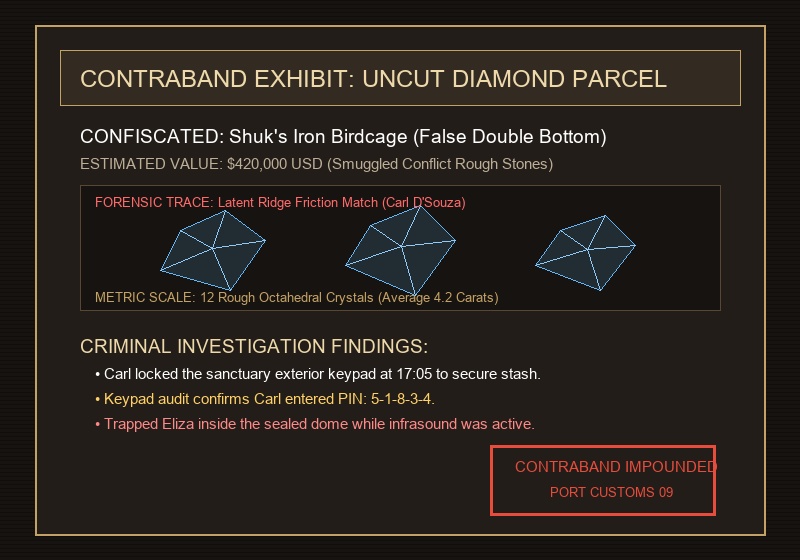 CONTRABAND EXHIBIT: UNCUT DIAMOND PARCEL
CONFISCATED: Shuk's Iron Birdcage (False Double Bottom)
ESTIMATED VALUE: $420,000 USD (Smuggled Conflict Rough Stones)
FORENSIC TRACE: Latent Ridge Friction Match (Carl D'Souza)
METRIC SCALE: 12 Rough Octahedral Crystals (Average 4.2 Carats)
CRIMINAL INVESTIGATION FINDINGS:
• Carl locked the sanctuary exterior keypad at 17:05 to secure stash.
• Keypad audit confirms Carl entered PIN: 5-1-8-3-4.
• Trapped Eliza inside the sealed dome while infrasound was active.
CONTRABAND IMPOUNDED
PORT CUSTOMS 09